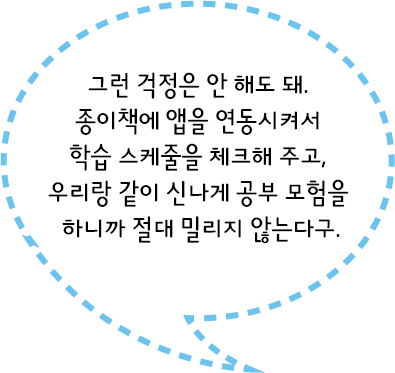 그런 걱정은 안 해도 돼.
종이책에 앱을 연동시켜서
학습 스케줄을 체크해 주고,
우리랑 같이 신나게 공부 모험을
하니까 절대 밀리지 않는다구.